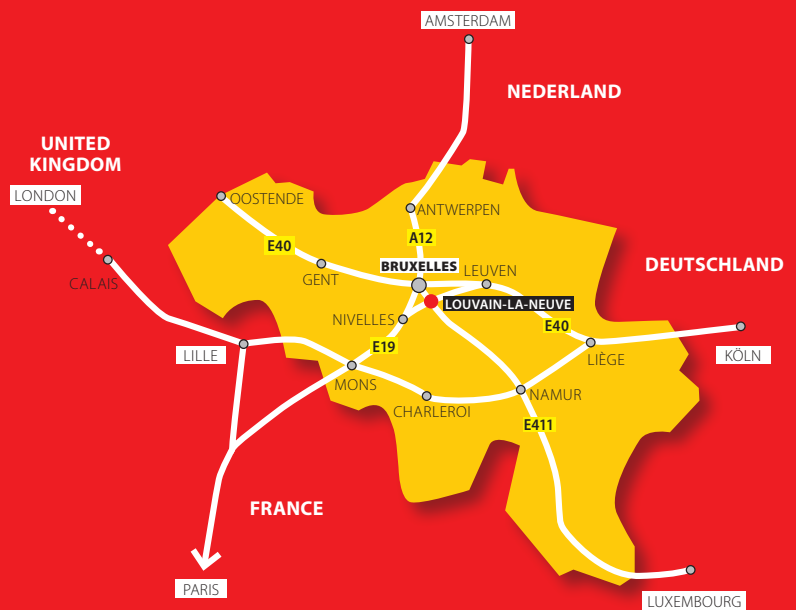 AMSTERDAM
NEDERLAND
UNITED
KINGDOM
LONDON
OOSTENDE
ANTWERPEN
A12
E40
BRUXELLES
DEUTSCHLAND
GENT
LEUVEN
CALAIS
LOUVAIN-LA-NEUVE
NIVELLES
E40
E19
LILLE
LIÈGE
KÖLN
MONS
NAMUR
CHARLEROI
E411
FRANCE
PARIS
LUXEMBOURG